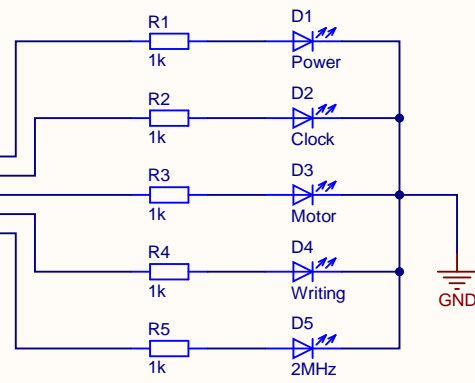 R1 D1
1k Power
R2 D2
1k Clock
R3 D3
1k Motor
R4 D4
1k Writing
GND
R5 D5
1k 2MHz